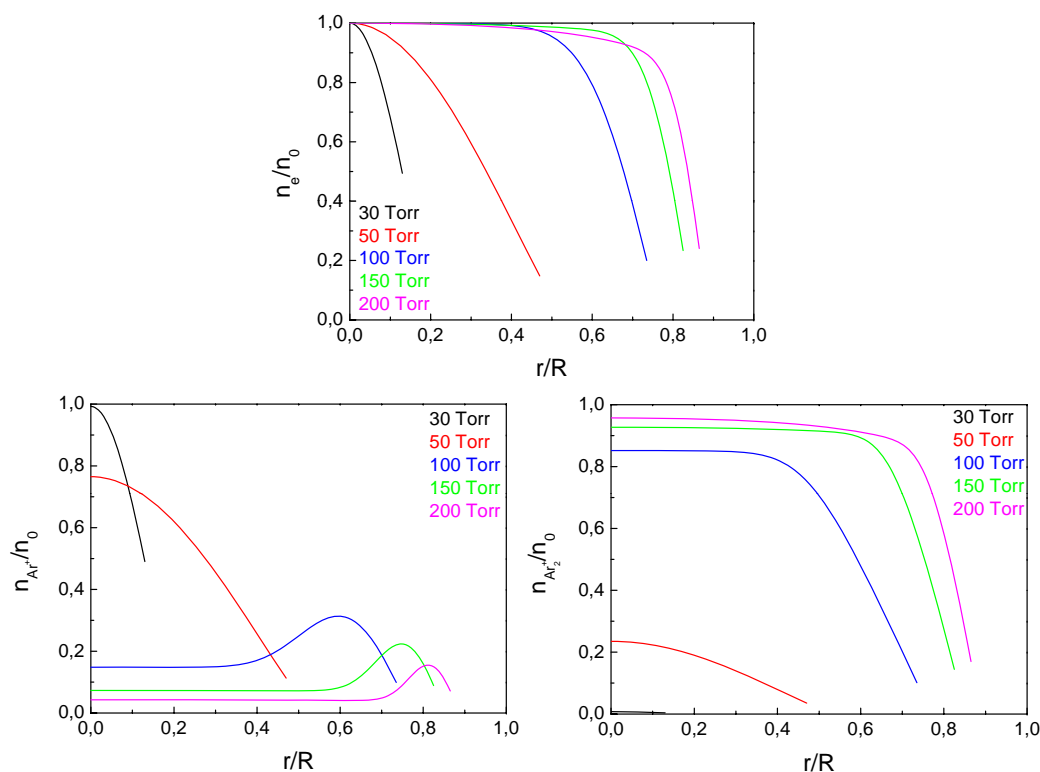 1,0
0,8
0,6
0,4
0,2
0,0
nₑ/n₀
30 Torr
50 Torr
100 Torr
150 Torr
200 Torr
0,0 0,2 0,4 0,6 0,8 1,0
r/R
1,0
0,8
0,6
0,4
0,2
0,0
n_Ar⁺/n₀
30 Torr
50 Torr
100 Torr
150 Torr
200 Torr
0,0 0,2 0,4 0,6 0,8 1,0
r/R
1,0
0,8
0,6
0,4
0,2
0,0
n_Ar₂⁺/n₀
30 Torr
50 Torr
100 Torr
150 Torr
200 Torr
0,0 0,2 0,4 0,6 0,8 1,0
r/R